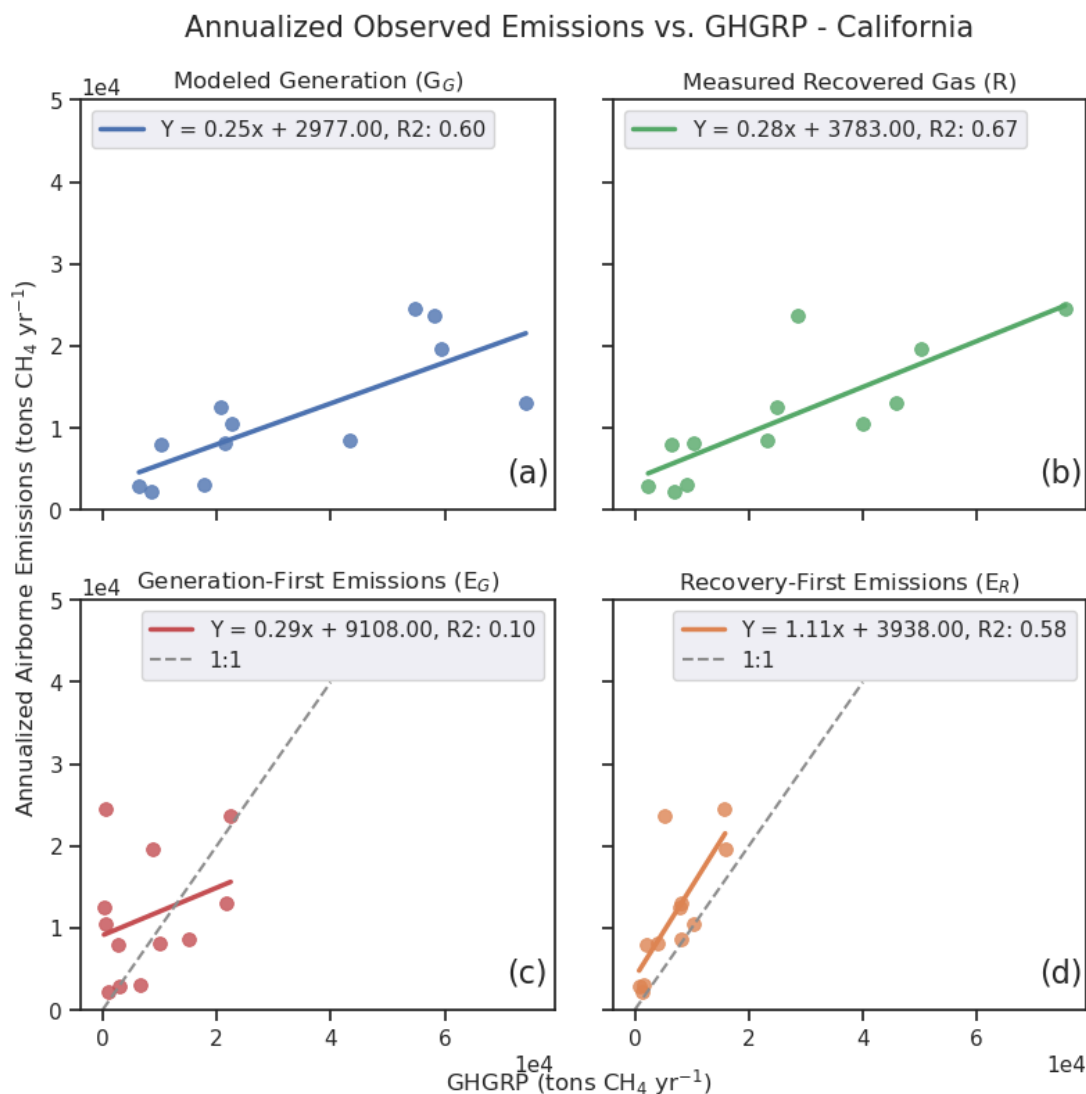 Annualized Observed Emissions vs. GHGRP - California
Modeled Generation (G_G)
1e4
Y = 0.25x + 2977.00, R2: 0.60
5
4
3
2
1
0
0
2
4
6
(a)
Measured Recovered Gas (R)
Y = 0.28x + 3783.00, R2: 0.67
(b)
Annualized Airborne Emissions (tons CH₄ yr⁻¹)
Generation-First Emissions (E_G)
1e4
Y = 0.29x + 9108.00, R2: 0.10
1:1
5
4
3
2
1
0
(c)
0
2
4
6
1e4
Recovery-First Emissions (E_R)
Y = 1.11x + 3938.00, R2: 0.58
1:1
(d)
0
2
4
6
1e4
GHGRP (tons CH₄ yr⁻¹)